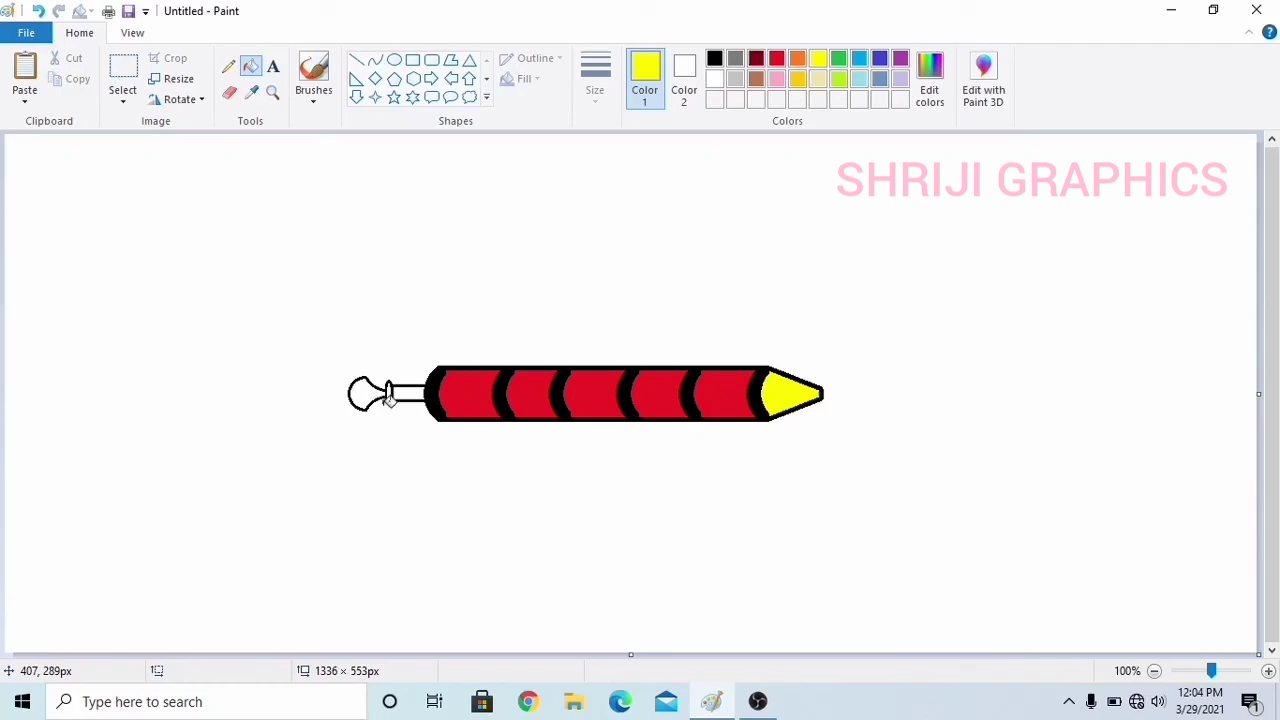 Untitled - Paint
File
Home
View
Paste
Cut
Copy
Clipboard
Select
Crop
Resize
Rotate
Image
A
Tools
Brushes
Shapes
Outline
Fill
Size
Color
1
Color
2
Colors
Edit
colors
Edit with
Paint 3D
SHRIJI GRAPHICS
407, 289px
1336 × 553px
100%
Type here to search
12:04 PM
3/29/2021
1